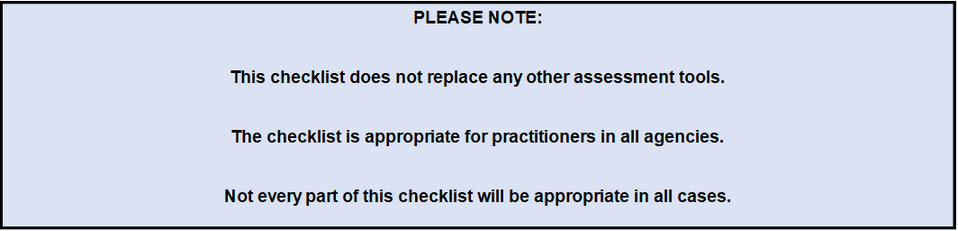 PLEASE NOTE:
This checklist does not replace any other assessment tools.
The checklist is appropriate for practitioners in all agencies.
Not every part of this checklist will be appropriate in all cases.